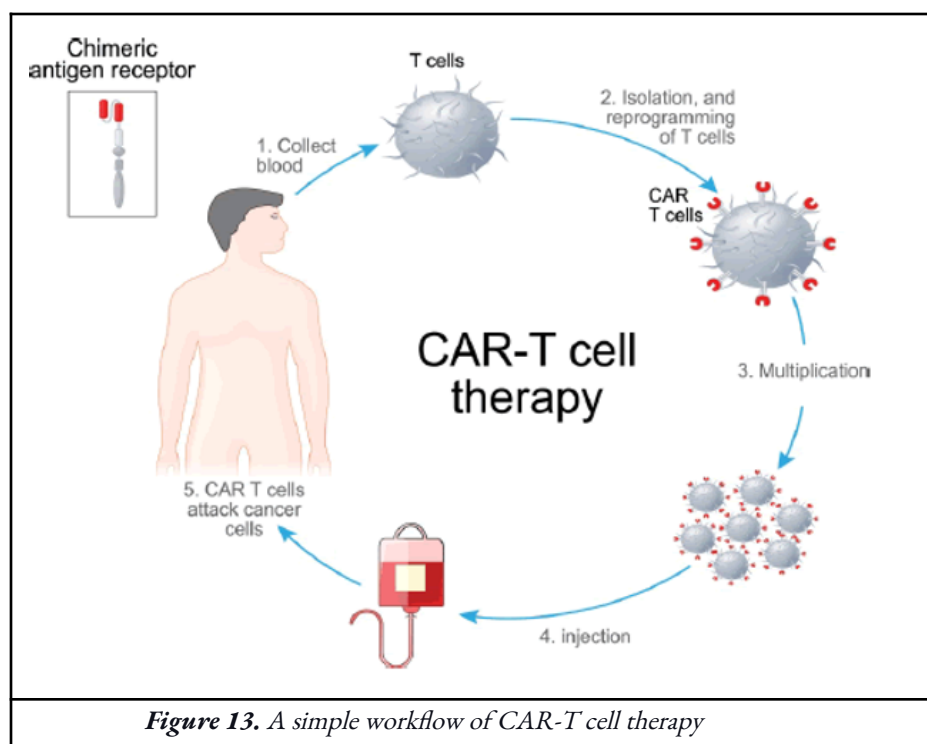 Chimeric
antigen receptor
T cells
1. Collect
blood
2. Isolation, and
reprogramming
of T cells
CAR
T cells
CAR-T cell
therapy
3. Multiplication
4. injection
5. CAR T cells
attack cancer
cells
Figure 13. A simple workflow of CAR-T cell therapy